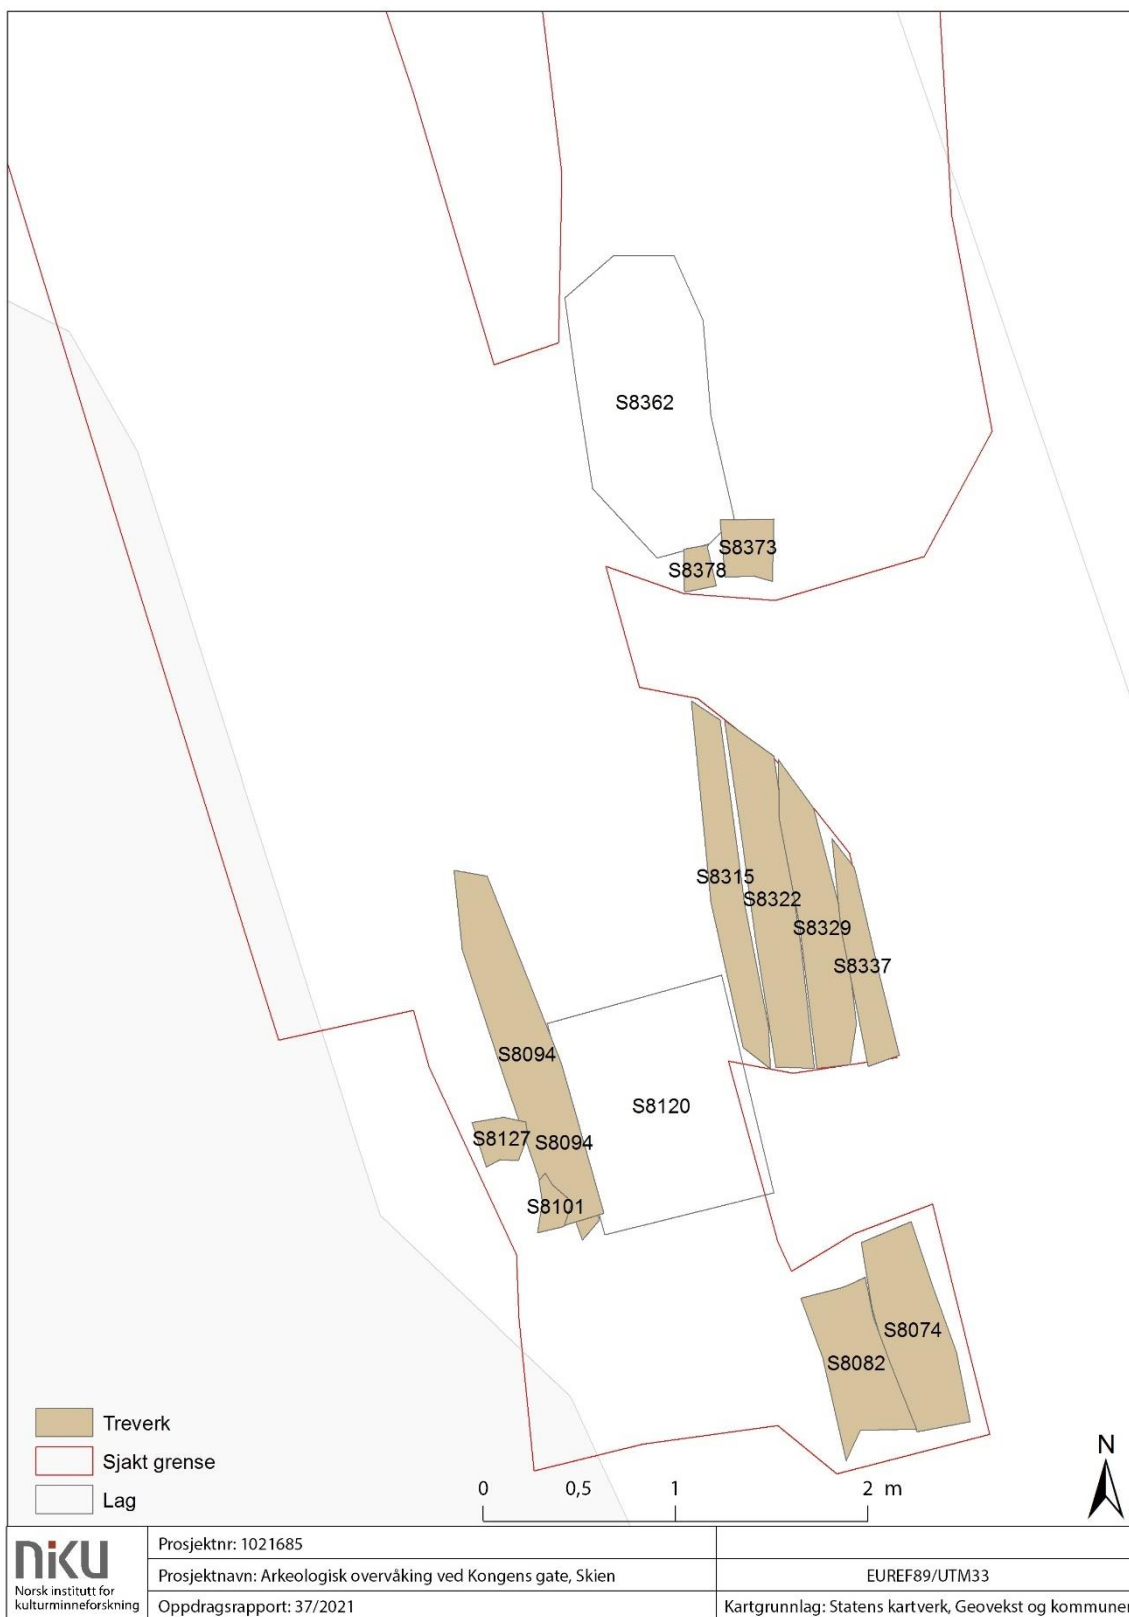 S8362
S8373
S8378
S8315
S8322
S8329
S8337
S8094
S8120
S8127
S8094
S8101
S8074
S8082
Treverk
Sjakt grense
Lag
0 0,5 1 2 m
N
niku
Norsk institutt for
kulturminneforskning
Prosjektnr: 1021685
Prosjektnavn: Arkeologisk overvåking ved Kongens gate, Skien
EUREF89/UTM33
Oppdragsrapport: 37/2021
Kartgrunnlag: Statens kartverk, Geovekst og kommuner